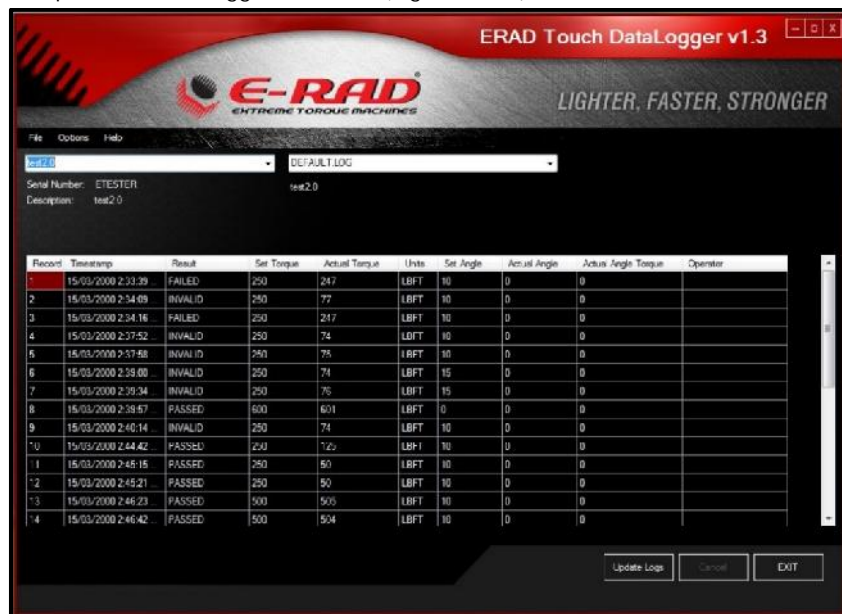 ERAD Touch DataLogger v1.3
E-RAD
EXTREME TORQUE MACHINES
LIGHTER, FASTER, STRONGER
File Options Help
test2.0 DEFAULT.LOG
Serial Number: ETESTER test2.0
Description: test2.0
Record Timestamp Result Set Torque Actual Torque Units Set Angle Actual Angle Actual Angle Torque Operator
1 15/03/2000 2:33:39 ... FAILED 250 247 LBFT 10 0 0
2 15/03/2000 2:34:09 ... INVALID 250 77 LBFT 10 0 0
3 15/03/2000 2:34:16 ... FAILED 250 247 LBFT 10 0 0
4 15/03/2000 2:37:52 ... INVALID 250 74 LBFT 10 0 0
5 15/03/2000 2:37:58 ... INVALID 250 75 LBFT 10 0 0
6 15/03/2000 2:39:00 ... INVALID 250 74 LBFT 15 0 0
7 15/03/2000 2:39:34 ... INVALID 250 76 LBFT 15 0 0
8 15/03/2000 2:39:57 ... PASSED 600 601 LBFT 0 0 0
9 15/03/2000 2:40:14 ... INVALID 250 74 LBFT 10 0 0
10 15/03/2000 2:44:42 ... PASSED 250 125 LBFT 10 0 0
11 15/03/2000 2:45:15 ... PASSED 250 50 LBFT 10 0 0
12 15/03/2000 2:45:21 ... PASSED 250 50 LBFT 10 0 0
13 15/03/2000 2:46:23 ... PASSED 500 505 LBFT 10 0 0
14 15/03/2000 2:46:42 ... PASSED 500 504 LBFT 10 0 0
Update Logs Cancel EXIT